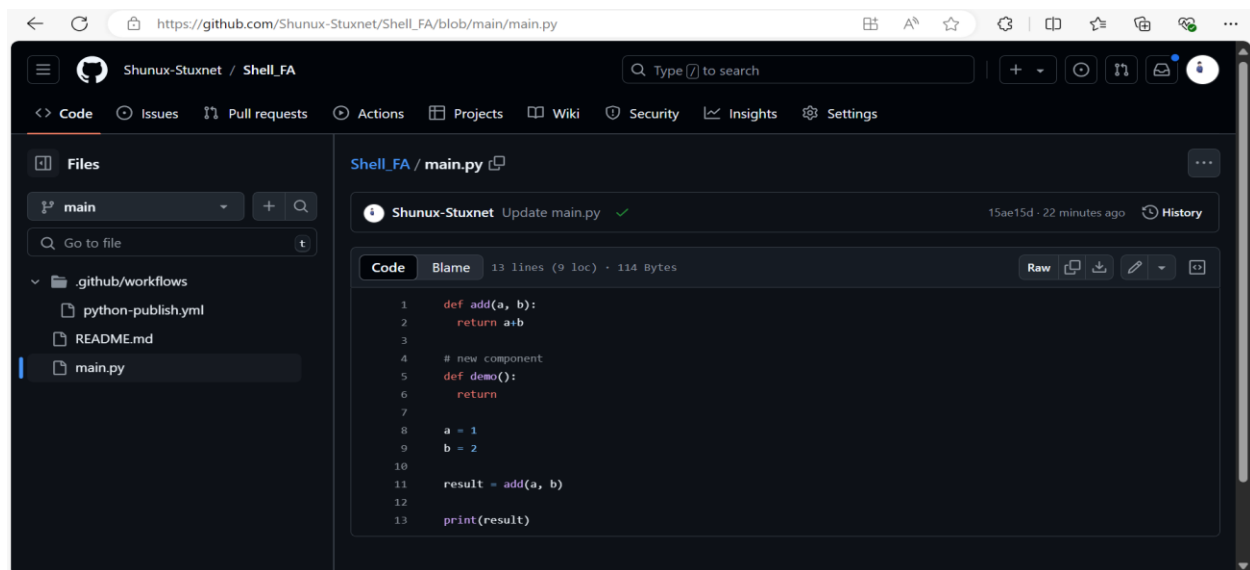 https://github.com/Shunux-Stuxnet/Shell_FA/blob/main/main.py
Shunux-Stuxnet / Shell_FA
Type / to search
Code Issues Pull requests Actions Projects Wiki Security Insights Settings
Files
Shell_FA / main.py
main
Shunux-Stuxnet Update main.py 15ae15d · 22 minutes ago History
Go to file t
Code Blame 13 lines (9 loc) · 114 Bytes Raw
.github/workflows
python-publish.yml
README.md
main.py
1 def add(a, b):
2   return a+b
3
4 # new component
5 def demo():
6   return
7
8 a = 1
9 b = 2
10
11 result = add(a, b)
12
13 print(result)